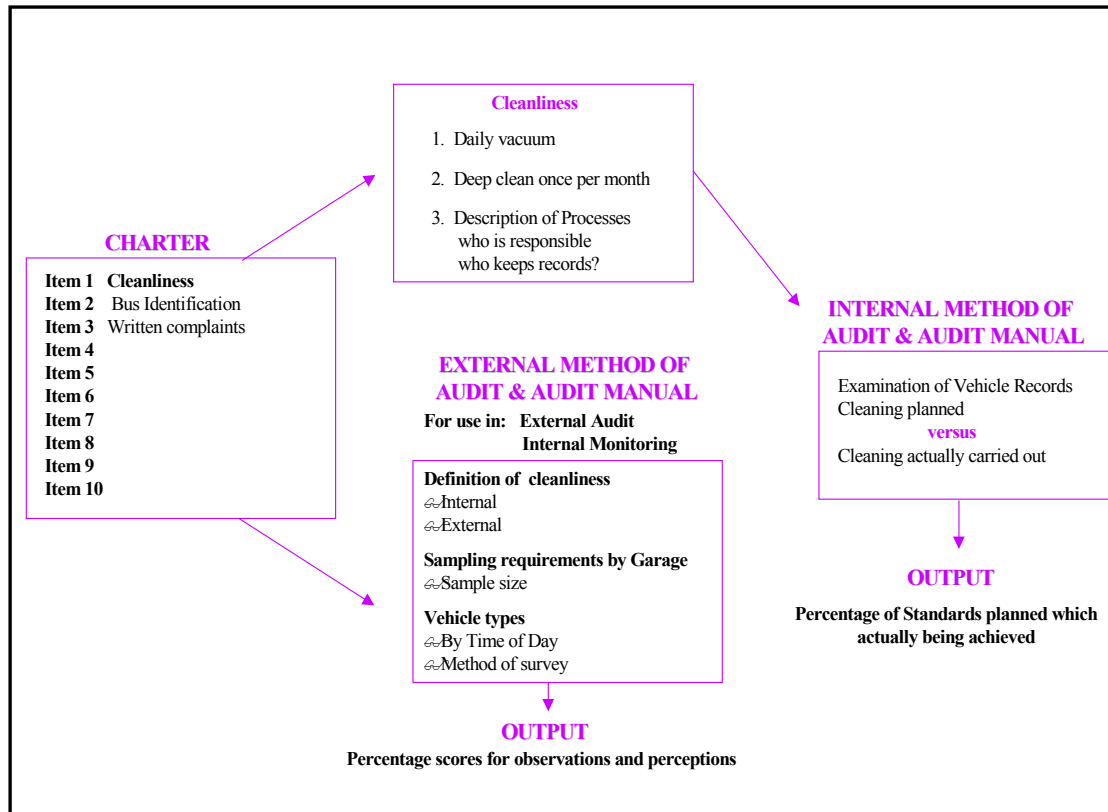 Cleanliness
1. Daily vacuum
2. Deep clean once per month
3. Description of Processes
who is responsible
who keeps records?
CHARTER
Item 1 Cleanliness
Item 2 Bus Identification
Item 3 Written complaints
Item 4
Item 5
Item 6
Item 7
Item 8
Item 9
Item 10
EXTERNAL METHOD OF
AUDIT & AUDIT MANUAL
For use in: External Audit
Internal Monitoring
Definition of cleanliness
Internal
External
Sampling requirements by Garage
Sample size
Vehicle types
By Time of Day
Method of survey
OUTPUT
Percentage scores for observations and perceptions
INTERNAL METHOD OF
AUDIT & AUDIT MANUAL
Examination of Vehicle Records
Cleaning planned
versus
Cleaning actually carried out
OUTPUT
Percentage of Standards planned which
actually being achieved